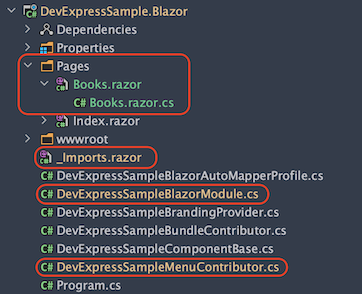 DevExpressSample.Blazor
Dependencies
Properties
Pages
Books.razor
C# Books.razor.cs
Index.razor
wwwroot
_Imports.razor
C# DevExpressSampleBlazorAutoMapperProfile.cs
C# DevExpressSampleBlazorModule.cs
C# DevExpressSampleBrandingProvider.cs
C# DevExpressSampleBundleContributor.cs
C# DevExpressSampleComponentBase.cs
C# DevExpressSampleMenuContributor.cs
C# Program.cs